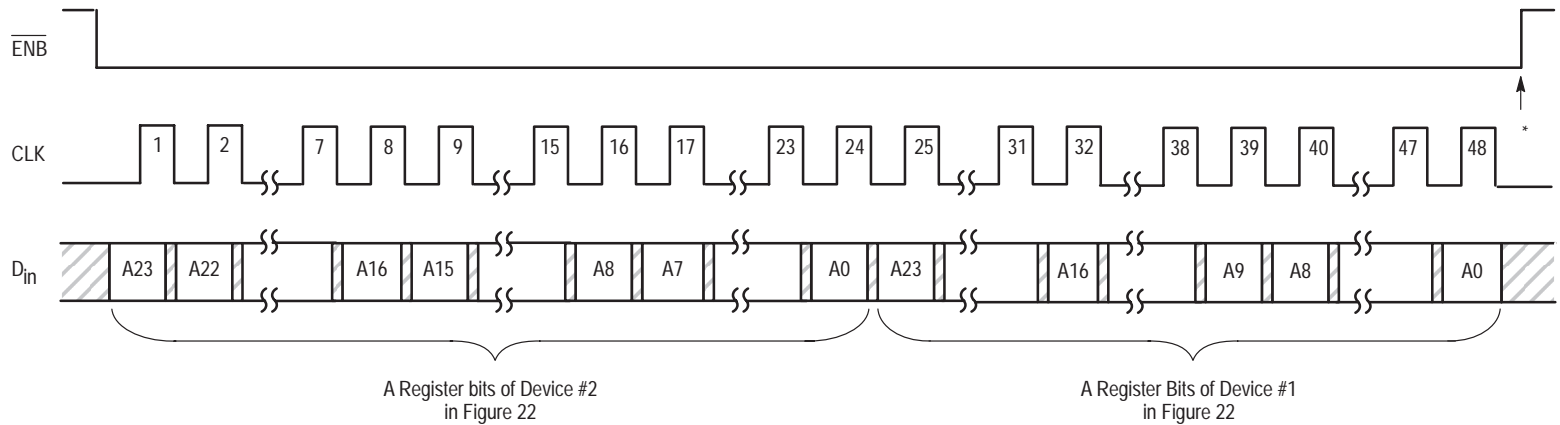 ENB
CLK
1 2 7 8 9 15 16 17 23 24 25 31 32 38 39 40 47 48
*
Din
A23 A22 A16 A15 A8 A7 A0 A23 A16 A9 A8 A0
A Register bits of Device #2
in Figure 22
A Register Bits of Device #1
in Figure 22